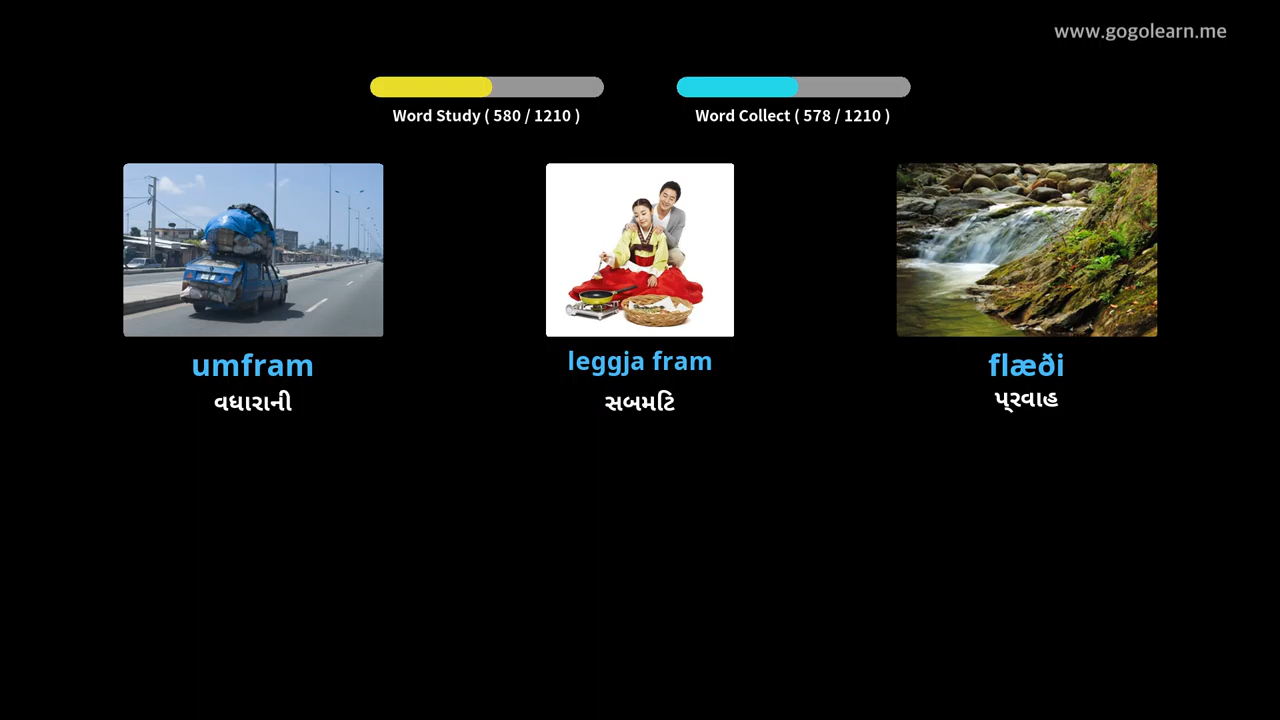 www.gogolearn.me
Word Study ( 580 / 1210 )
Word Collect ( 578 / 1210 )
umfram
leggja fram
flæði
વધારાની
સબમિટ
પ્રવાહ